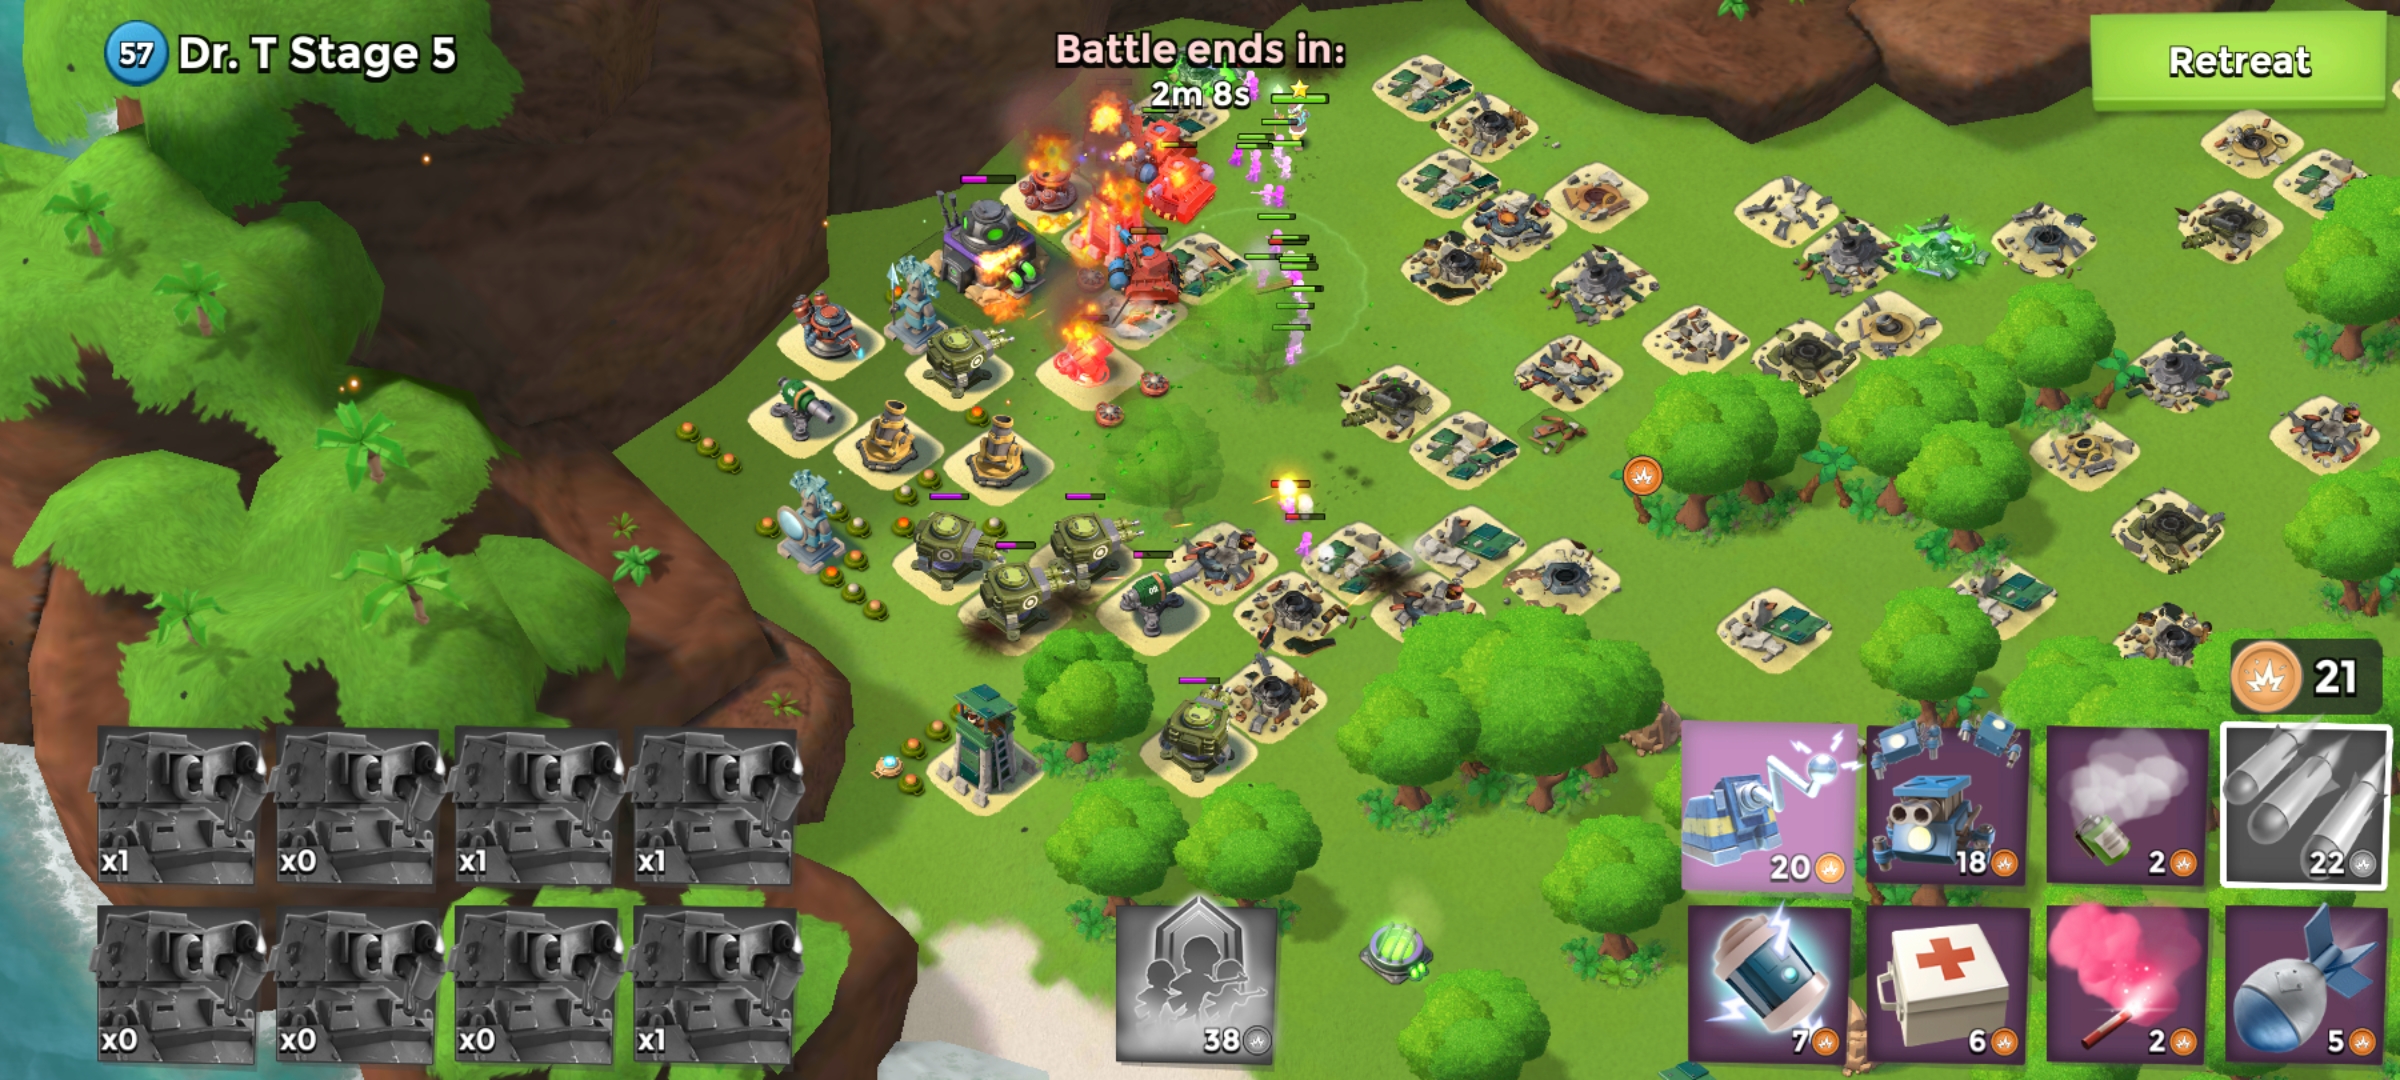 57 Dr. T Stage 5
Battle ends in:
2m 8s
Retreat
21
x1 x0 x1 x1
20 18 2 22
x0 x0 x0 x1
38
7 6 2 5